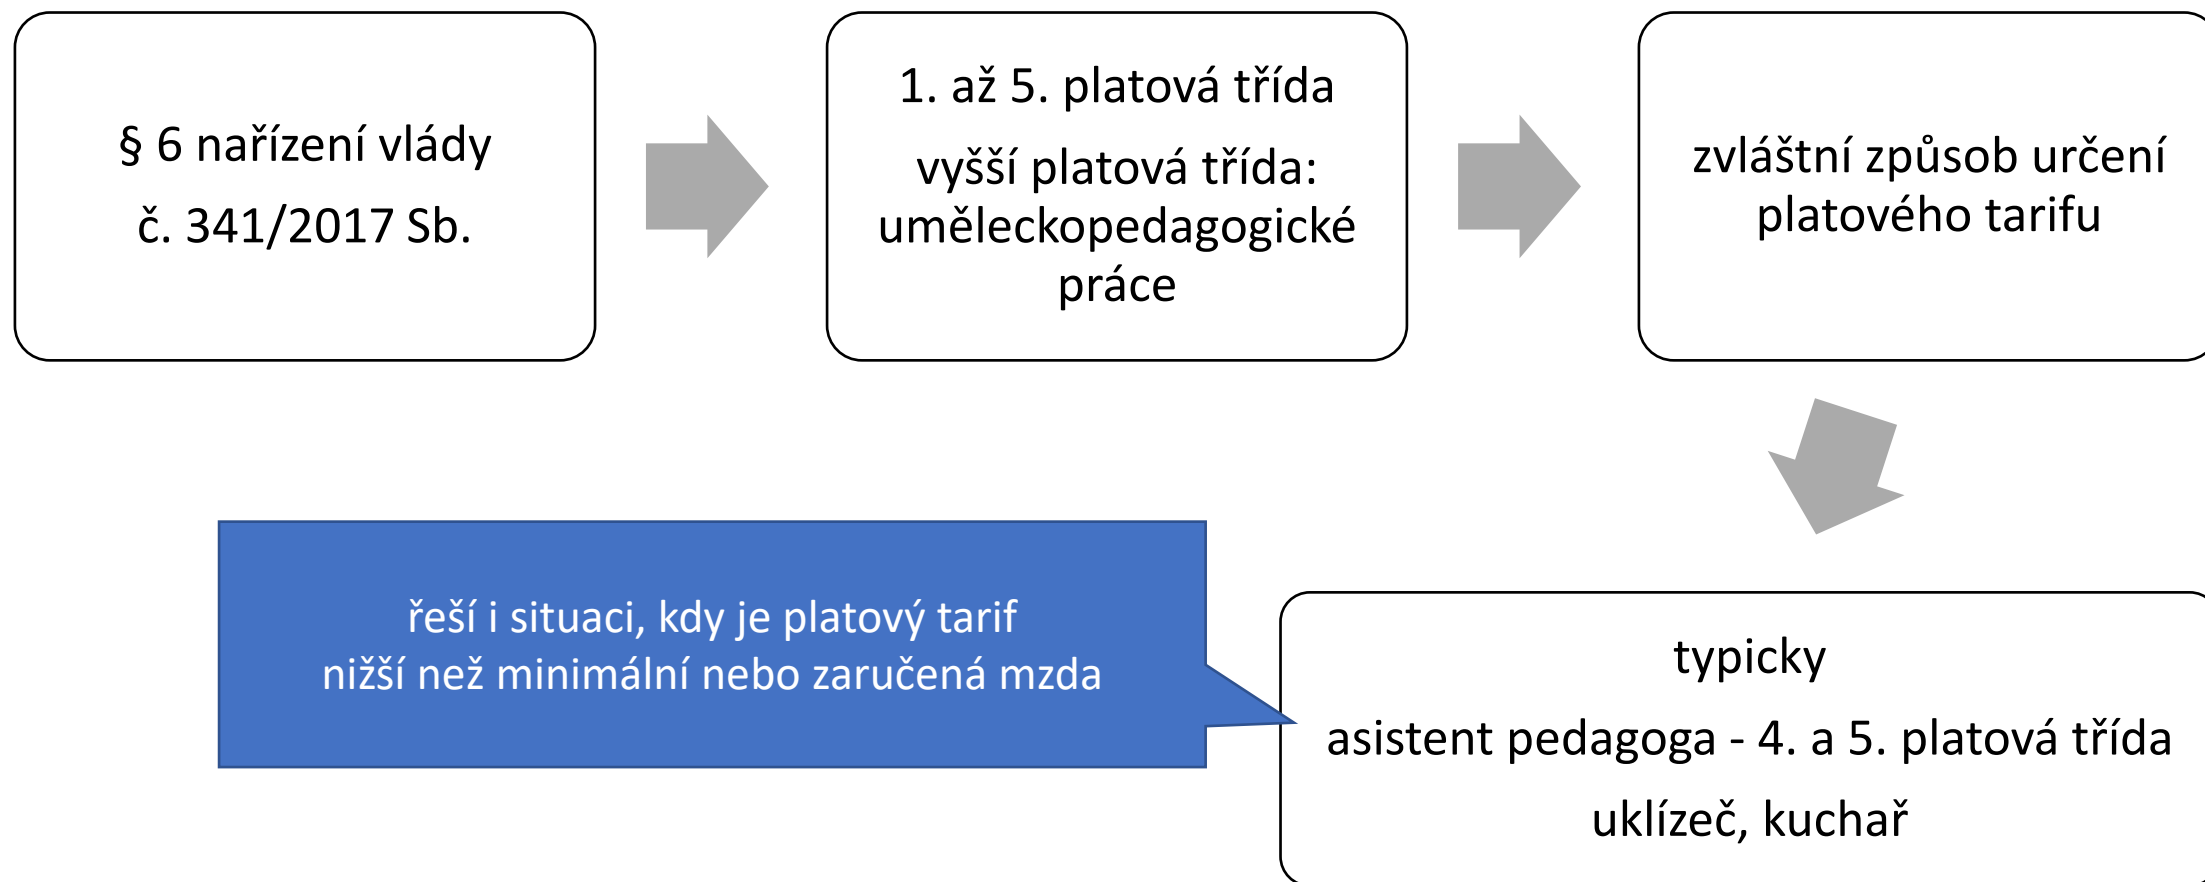 § 6 nařízení vlády
č. 341/2017 Sb.
1. až 5. platová třída
vyšší platová třída:
uměleckopedagogické
práce
zvláštní způsob určení
platového tarifu
řeší i situaci, kdy je platový tarif
nižší než minimální nebo zaručená mzda
typicky
asistent pedagoga - 4. a 5. platová třída
uklízeč, kuchař